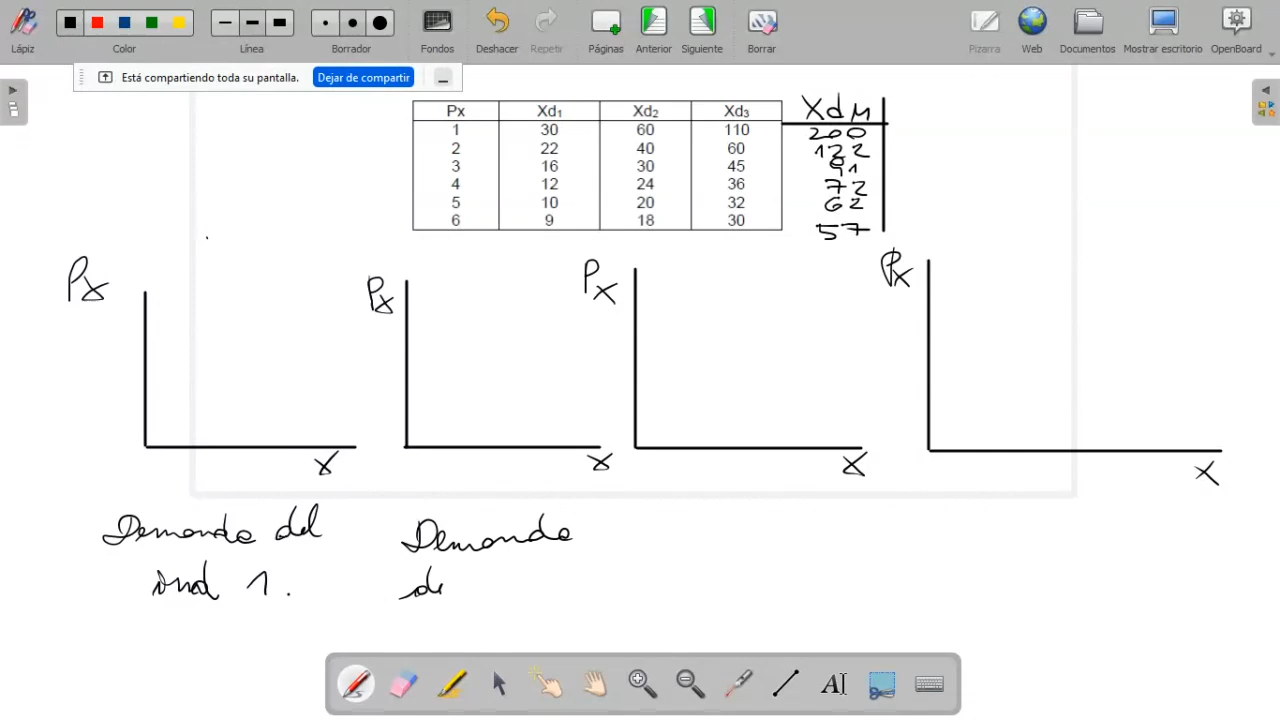 Lápiz Color Línea Borrador Fondos Deshacer Repetir Páginas Anterior Siguiente Borrar Pizarra Web Documentos Mostrar escritorio OpenBoard
Está compartiendo toda su pantalla. Dejar de compartir
Px Xd1 Xd2 Xd3 XdM
1 30 60 110 200
2 22 40 60 122
3 16 30 45 91
4 12 24 36 72
5 10 20 32 62
6 9 18 30 57
Px Px Px Px
X X X X
Demanda del Demanda
ind 1. de